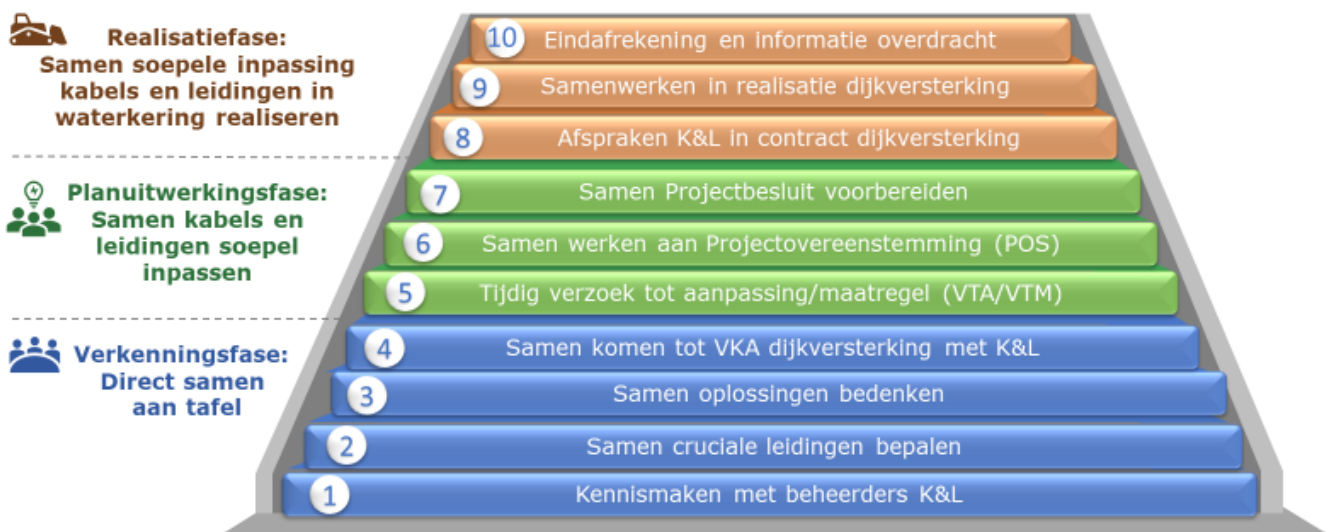 Realisatiefase:
Samen soepele inpassing
kabels en leidingen in
waterkering realiseren
10 Eindafrekening en informatie overdracht
9 Samenwerken in realisatie dijkversterking
8 Afspraken K&L in contract dijkversterking
Planuitwerkingsfase:
Samen kabels en
leidingen soepel
inpassen
7 Samen Projectbesluit voorbereiden
6 Samen werken aan Projectovereenstemming (POS)
5 Tijdig verzoek tot aanpassing/maatregel (VTA/VTM)
Verkenningsfase:
Direct samen
aan tafel
4 Samen komen tot VKA dijkversterking met K&L
3 Samen oplossingen bedenken
2 Samen cruciale leidingen bepalen
1 Kennismaken met beheerders K&L